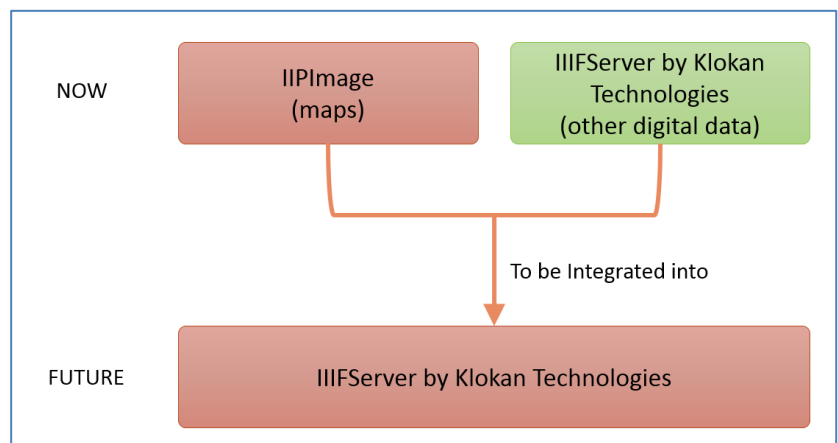 NOW
IIPImage
(maps)
IIIFServer by Klokan
Technologies
(other digital data)
To be Integrated into
FUTURE
IIIFServer by Klokan Technologies